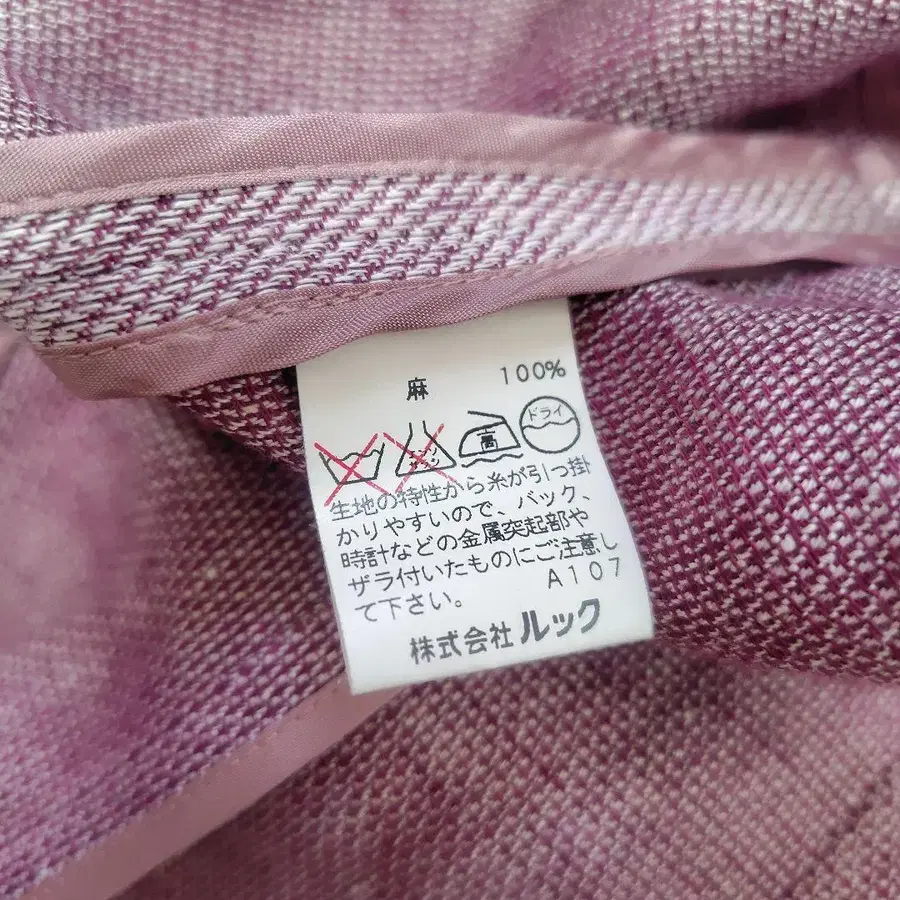 麻 100%
高 ドライ
生地の特性から糸が引っ掛
かりやすいので、バック、
時計などの金属突起部や
ザラ付いたものにご注意し
て下さい。 A107
株式会社 ルック